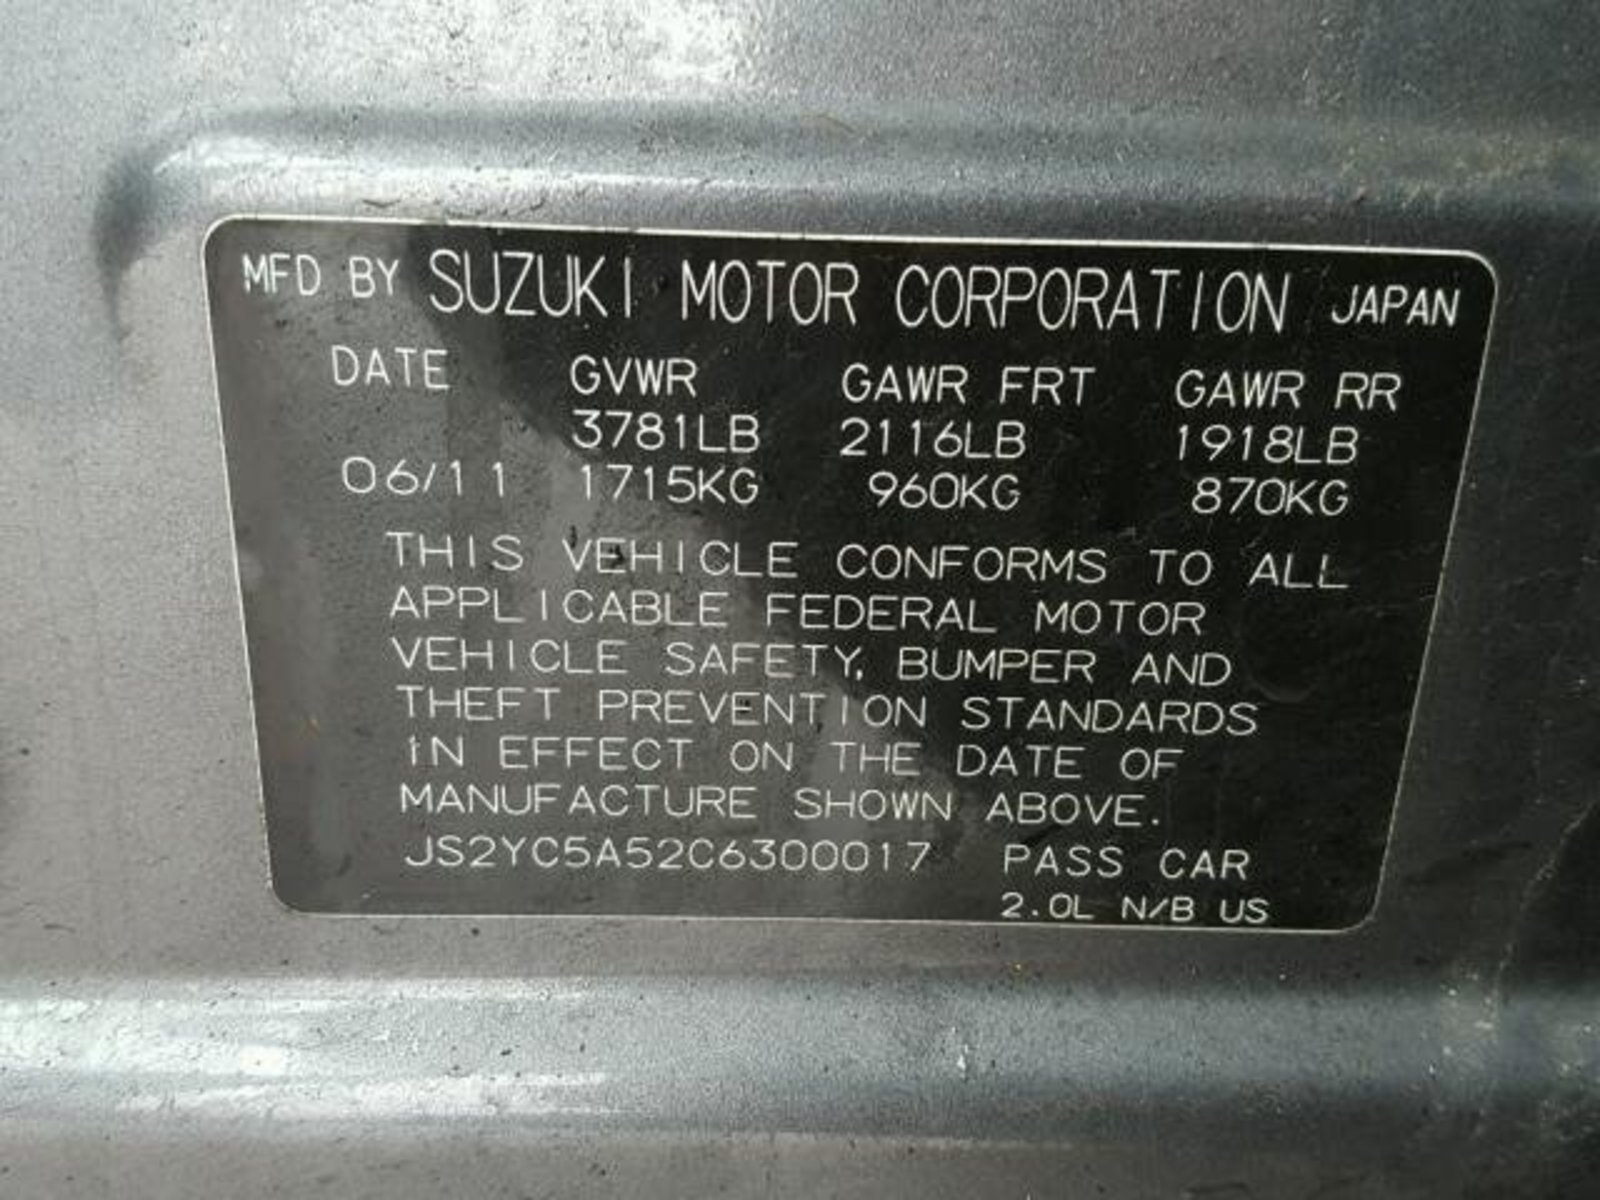 MFD BY SUZUKI MOTOR CORPORATION JAPAN
DATE GVWR GAWR FRT GAWR RR
3781LB 2116LB 1918LB
06/11 1715KG 960KG 870KG
THIS VEHICLE CONFORMS TO ALL
APPLICABLE FEDERAL MOTOR
VEHICLE SAFETY, BUMPER AND
THEFT PREVENTION STANDARDS
IN EFFECT ON THE DATE OF
MANUFACTURE SHOWN ABOVE.
JS2YC5A52C6300017 PASS CAR
2.0L N/B US